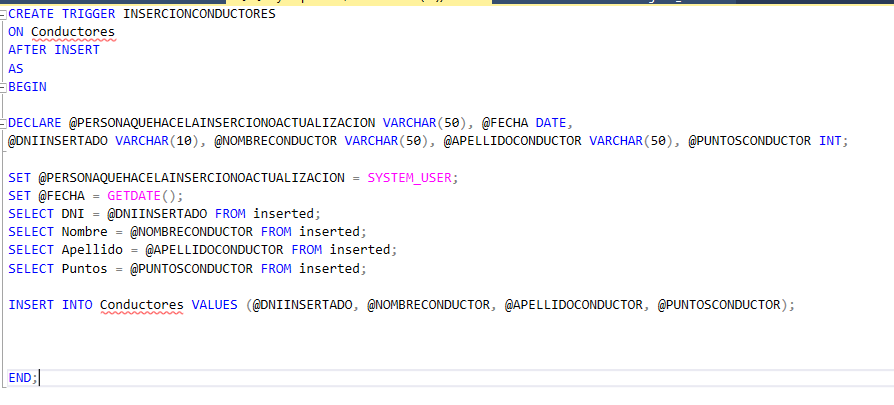 CREATE TRIGGER INSERCIONCONDUCTORES
ON Conductores
AFTER INSERT
AS
BEGIN
DECLARE @PERSONAQUEHACELAINSERCIONOACTUALIZACION VARCHAR(50), @FECHA DATE,
@DNIINSERTADO VARCHAR(10), @NOMBRECONDUCTOR VARCHAR(50), @APELLIDOCONDUCTOR VARCHAR(50), @PUNTOSCONDUCTOR INT;
SET @PERSONAQUEHACELAINSERCIONOACTUALIZACION = SYSTEM_USER;
SET @FECHA = GETDATE();
SELECT DNI = @DNIINSERTADO FROM inserted;
SELECT Nombre = @NOMBRECONDUCTOR FROM inserted;
SELECT Apellido = @APELLIDOCONDUCTOR FROM inserted;
SELECT Puntos = @PUNTOSCONDUCTOR FROM inserted;
INSERT INTO Conductores VALUES (@DNIINSERTADO, @NOMBRECONDUCTOR, @APELLIDOCONDUCTOR, @PUNTOSCONDUCTOR);
END;